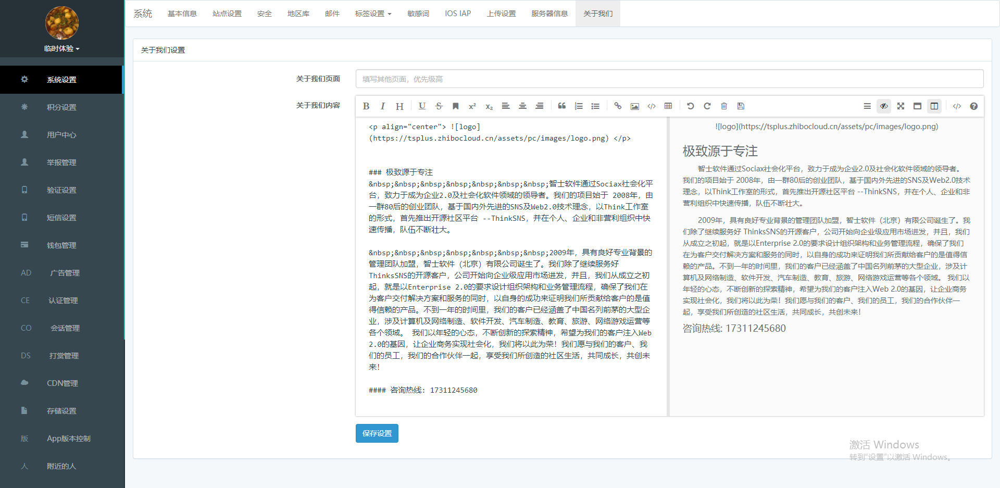 临时体验
系统设置
积分设置
用户中心
举报管理
验证设置
短信设置
钱包管理
AD 广告管理
CE 认证管理
CO 会话管理
DS 打赏管理
CDN管理
存储设置
版 App版本控制
人 附近的人
系统 基本信息 站点设置 安全 地区库 邮件 标签设置 敏感词 IOS IAP 上传设置 服务器信息 关于我们
关于我们设置
关于我们页面 填写其他页面，优先级高
关于我们内容
B I H U S x² x₂
<p align="center"> ![logo]
(https://tsplus.zhibocloud.cn/assets/pc/images/logo.png) </p>
### 极致源于专注
&nbsp;&nbsp;&nbsp;&nbsp;&nbsp;&nbsp;&nbsp;智士软件通过Sociax社会化平
台，致力于成为企业2.0及社会化软件领域的领导者。我们的项目始于 2008年，由
一群80后的创业团队，基于国内外先进的SNS及Web2.0技术理念，以Think工作室
的形式，首先推出开源社区平台 --ThinkSNS，并在个人、企业和非营利组织中快
速传播，队伍不断壮大。
&nbsp;&nbsp;&nbsp;&nbsp;&nbsp;&nbsp;&nbsp;2009年，具有良好专业背景的
管理团队加盟，智士软件（北京）有限公司诞生了。我们除了继续服务好
ThinksSNS的开源客户，公司开始向企业级应用市场进发，并且，我们从成立之初
起，就是以Enterprise 2.0的要求设计组织架构和业务管理流程，确保了我们在
为客户交付解决方案和服务的同时，以自身的成功来证明我们所贡献给客户的是值
得信赖的产品。不到一年的时间里，我们的客户已经涵盖了中国名列前茅的大型企
业，涉及计算机及网络制造、软件开发、汽车制造、教育、旅游、网络游戏运营等
各个领域。 我们以年轻的心态，不断创新的探索精神，希望为我们的客户注入Web
2.0的基因，让企业商务实现社会化，我们将以此为荣！我们愿与我们的客户、我
们的员工，我们的合作伙伴一起，享受我们所创造的社区生活，共同成长，共创未
来！
#### 咨询热线: 17311245680
![logo](https://tsplus.zhibocloud.cn/assets/pc/images/logo.png)
极致源于专注
智士软件通过Sociax社会化平台，致力于成为企业2.0及社会化软件领域的领导者。
我们的项目始于 2008年，由一群80后的创业团队，基于国内外先进的SNS及Web2.0技术
理念，以Think工作室的形式，首先推出开源社区平台 --ThinkSNS，并在个人、企业和非
营利组织中快速传播，队伍不断壮大。
2009年，具有良好专业背景的管理团队加盟，智士软件（北京）有限公司诞生了。我
们除了继续服务好 ThinksSNS的开源客户，公司开始向企业级应用市场进发，并且，我们
从成立之初起，就是以Enterprise 2.0的要求设计组织架构和业务管理流程，确保了我们
在为客户交付解决方案和服务的同时，以自身的成功来证明我们所贡献给客户的是值得信
赖的产品。不到一年的时间里，我们的客户已经涵盖了中国名列前茅的大型企业，涉及计
算机及网络制造、软件开发、汽车制造、教育、旅游、网络游戏运营等各个领域。 我们以
年轻的心态，不断创新的探索精神，希望为我们的客户注入Web 2.0的基因，让企业商务
实现社会化，我们将以此为荣！我们愿与我们的客户、我们的员工，我们的合作伙伴一
起，享受我们所创造的社区生活，共同成长，共创未来！
咨询热线: 17311245680
保存设置
激活 Windows
转到“设置”以激活 Windows。